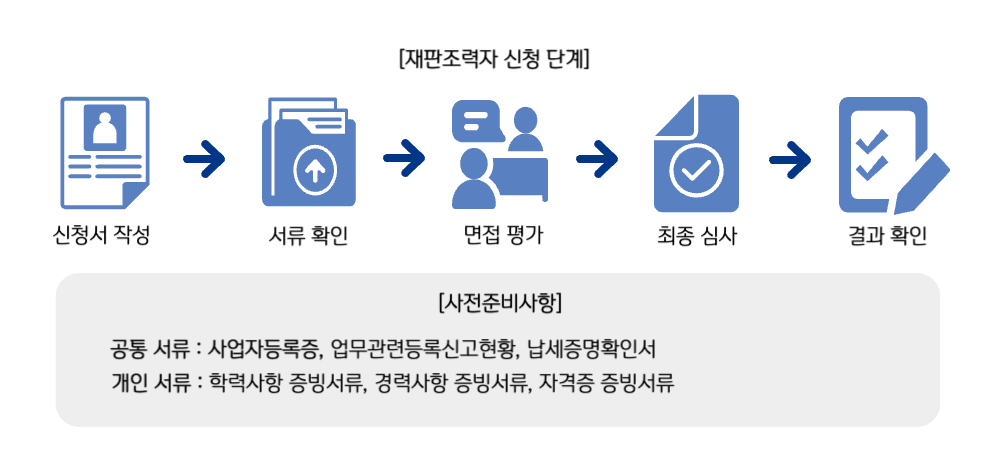 [재판조력자 신청 단계]
신청서 작성
서류 확인
면접 평가
최종 심사
결과 확인
[사전준비사항]
공통 서류 : 사업자등록증, 업무관련등록신고현황, 납세증명확인서
개인 서류 : 학력사항 증빙서류, 경력사항 증빙서류, 자격증 증빙서류